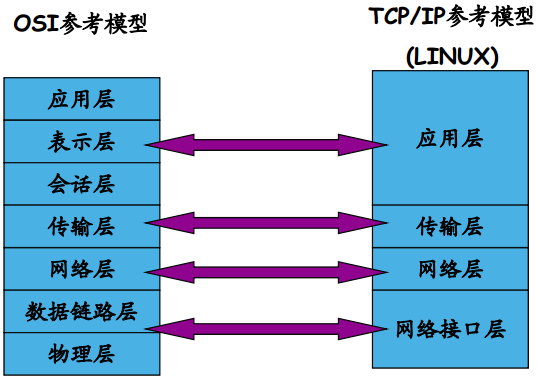 OSI参考模型
应用层
表示层
会话层
传输层
网络层
数据链路层
物理层
TCP/IP参考模型
(LINUX)
应用层
传输层
网络层
网络接口层